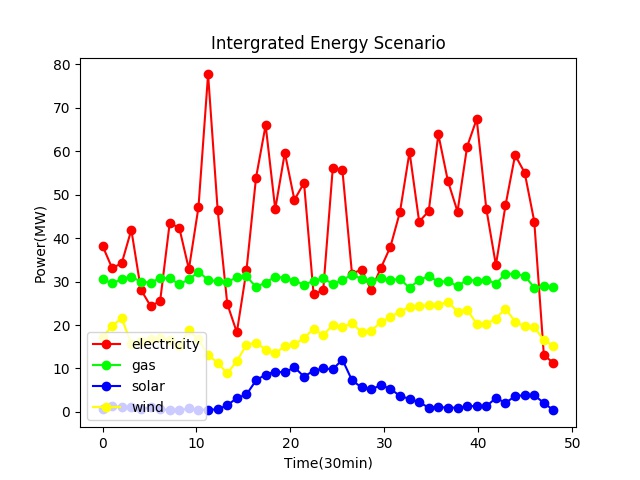 Intergrated Energy Scenario
Power(MW)
80
70
60
50
40
30
20
10
0
electricity
gas
solar
wind
0 10 20 30 40 50
Time(30min)